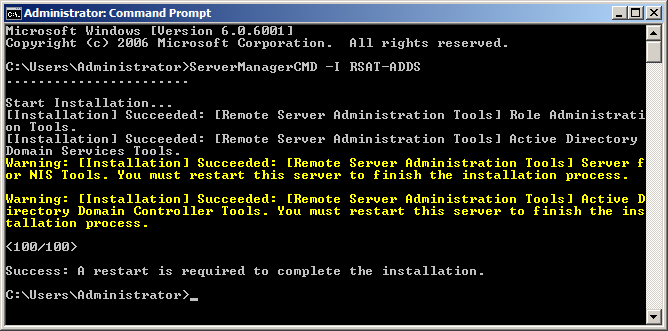 Administrator: Command Prompt
Microsoft Windows [Version 6.0.6001]
Copyright (c) 2006 Microsoft Corporation.  All rights reserved.
C:\Users\Administrator>ServerManagerCMD -I RSAT-ADDS
.......................
Start Installation...
[Installation] Succeeded: [Remote Server Administration Tools] Role Administrati
on Tools.
[Installation] Succeeded: [Remote Server Administration Tools] Active Directory
Domain Services Tools.
Warning: [Installation] Succeeded: [Remote Server Administration Tools] Server f
or NIS Tools. You must restart this server to finish the installation process.
Warning: [Installation] Succeeded: [Remote Server Administration Tools] Active D
irectory Domain Controller Tools. You must restart this server to finish the ins
tallation process.
<100/100>
Success: A restart is required to complete the installation.
C:\Users\Administrator>_